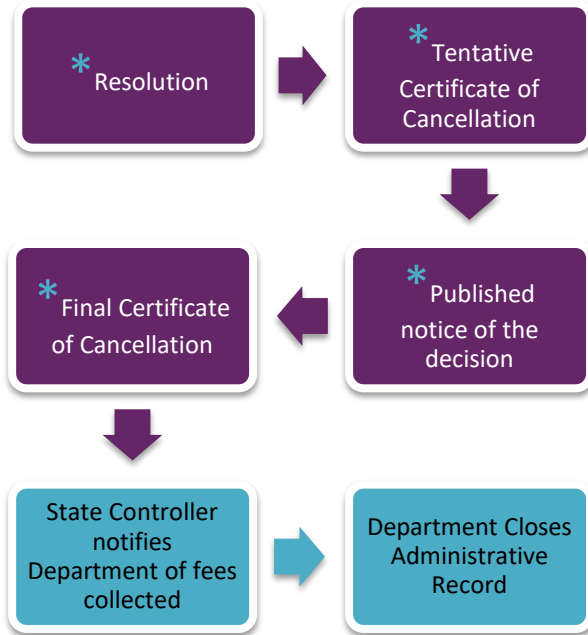 * Resolution
* Tentative
Certificate of
Cancellation
* Published
notice of the
decision
* Final Certificate
of Cancellation
State Controller
notifies
Department of fees
collected
Department Closes
Administrative
Record